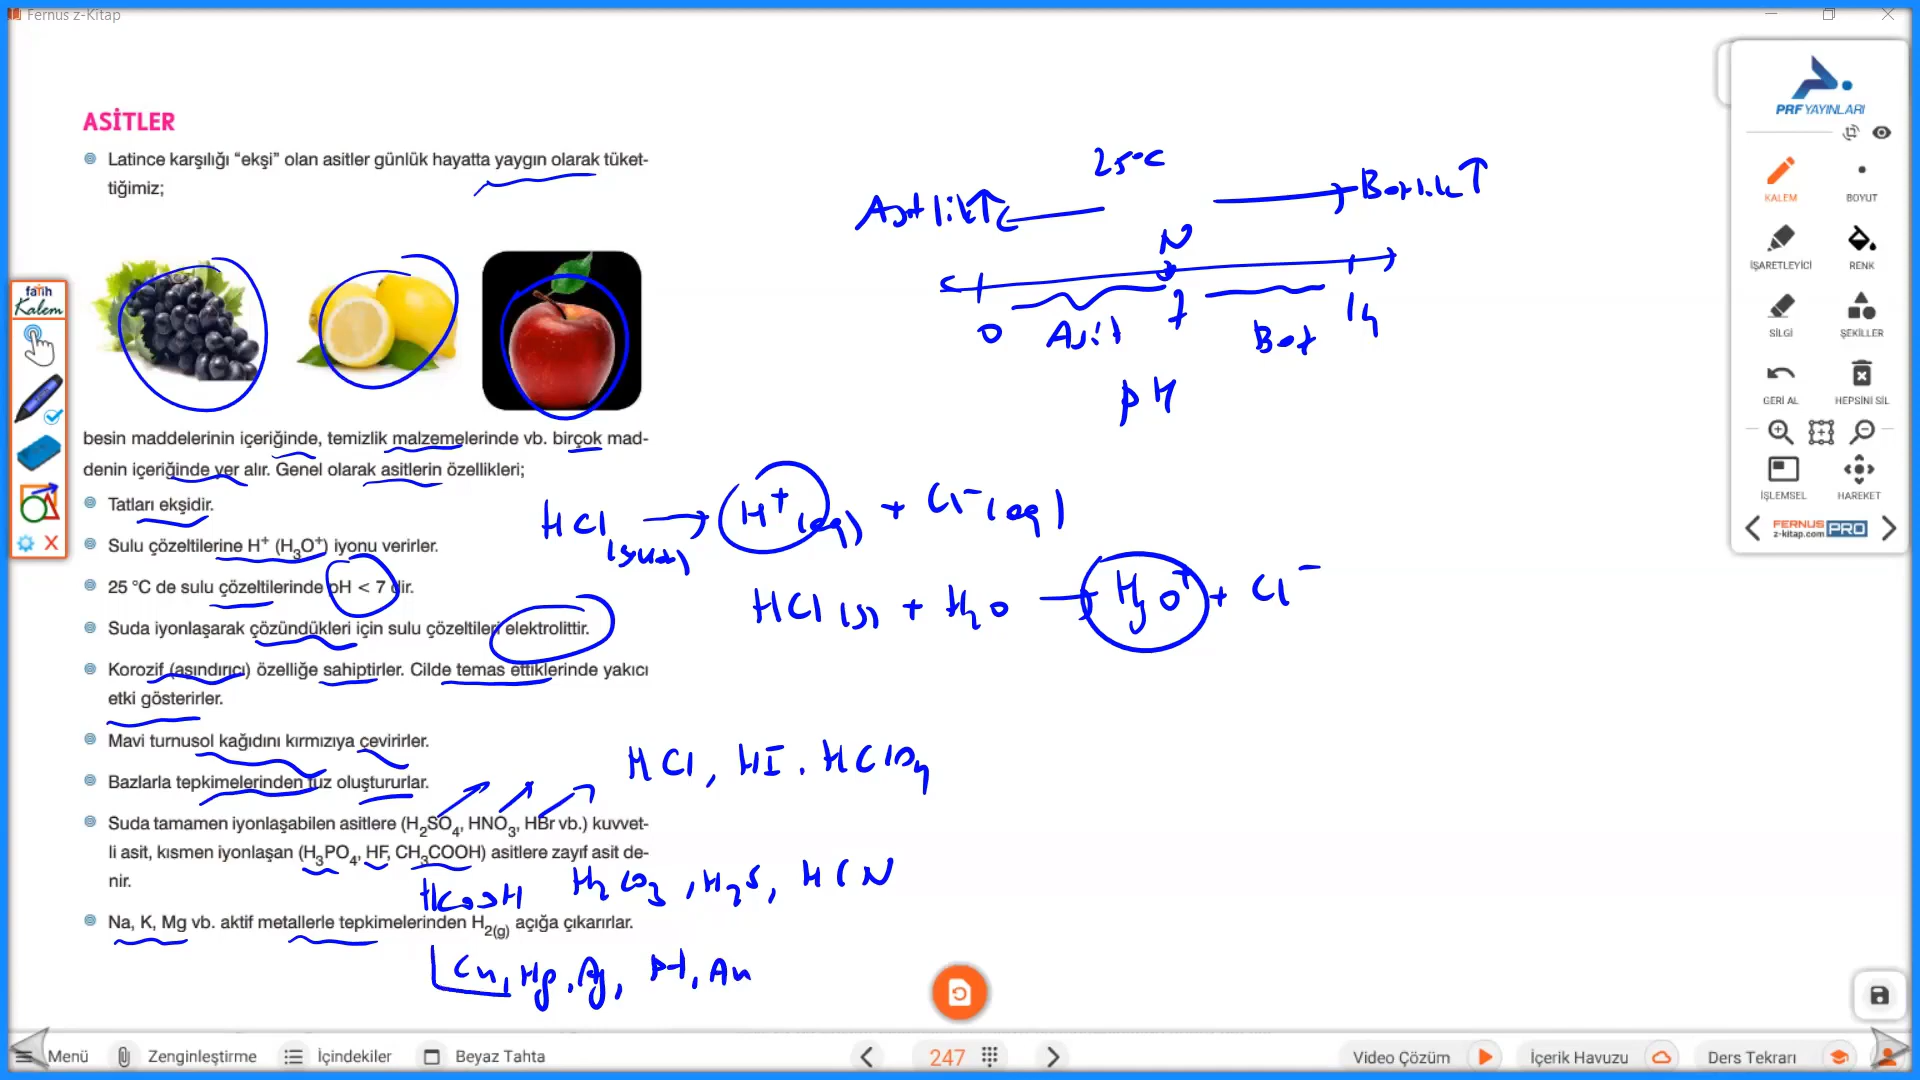 Fernus z-Kitap
ASİTLER
Latince karşılığı “ekşi” olan asitler günlük hayatta yaygın olarak tüket-
tiğimiz;
besin maddelerinin içeriğinde, temizlik malzemelerinde vb. birçok mad-
denin içeriğinde yer alır. Genel olarak asitlerin özellikleri;
Tatları ekşidir.
Sulu çözeltilerine H⁺ (H₃O⁺) iyonu verirler.
25 °C de sulu çözeltilerinde pH < 7 dir.
Suda iyonlaşarak çözündükleri için sulu çözeltileri elektrolittir.
Korozif (aşındırıcı) özelliğe sahiptirler. Cilde temas ettiklerinde yakıcı
etki gösterirler.
Mavi turnusol kağıdını kırmızıya çevirirler.
Bazlarla tepkimelerinden tuz oluştururlar.
Suda tamamen iyonlaşabilen asitlere (H₂SO₄, HNO₃, HBr vb.) kuvvet-
li asit, kısmen iyonlaşan (H₃PO₄, HF, CH₃COOH) asitlere zayıf asit de-
nir.
Na, K, Mg vb. aktif metallerle tepkimelerinden H₂₍g₎ açığa çıkarırlar.
25°C
Asitlik↑ Bazlık↑
N
0 Asit 7 Baz 14
pH
HCl (suda) → H⁺(aq) + Cl⁻(aq)
HCl (s) + H₂O → H₃O⁺ + Cl⁻
HCl, HI, HClO₄
HCOOH H₂CO₃, H₂S, HCN
Cu, Hg, Ag, Pt, Au
fatih
Kalem
PRF YAYINLARI
KALEM
BOYUT
İŞARETLEYİCİ
RENK
SİLGİ
ŞEKİLLER
GERİ AL
HEPSİNİ SİL
İŞLEMSEL
HAREKET
FERNUS PRO
z-kitap.com
Menü
Zenginleştirme
İçindekiler
Beyaz Tahta
247
Video Çözüm
İçerik Havuzu
Ders Tekrarı